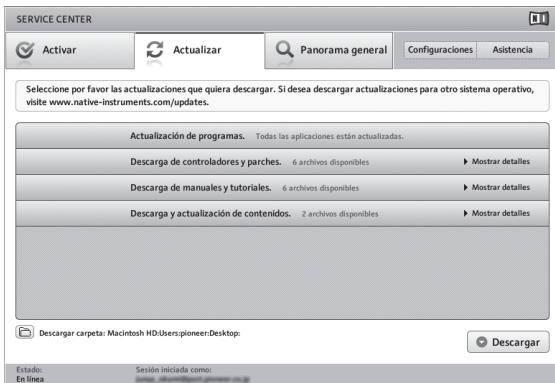 SERVICE CENTER
Activar
Actualizar
Panorama general
Configuraciones
Asistencia
Seleccione por favor las actualizaciones que quiera descargar. Si desea descargar actualizaciones para otro sistema operativo,
visite www.native-instruments.com/updates.
Actualización de programas. Todas las aplicaciones están actualizadas.
Descarga de controladores y parches. 6 archivos disponibles Mostrar detalles
Descarga de manuales y tutoriales. 6 archivos disponibles Mostrar detalles
Descarga y actualización de contenidos. 2 archivos disponibles Mostrar detalles
Descargar carpeta: Macintosh HD:Users:pioneer:Desktop:
Descargar
Estado: Sesión iniciada como:
En línea